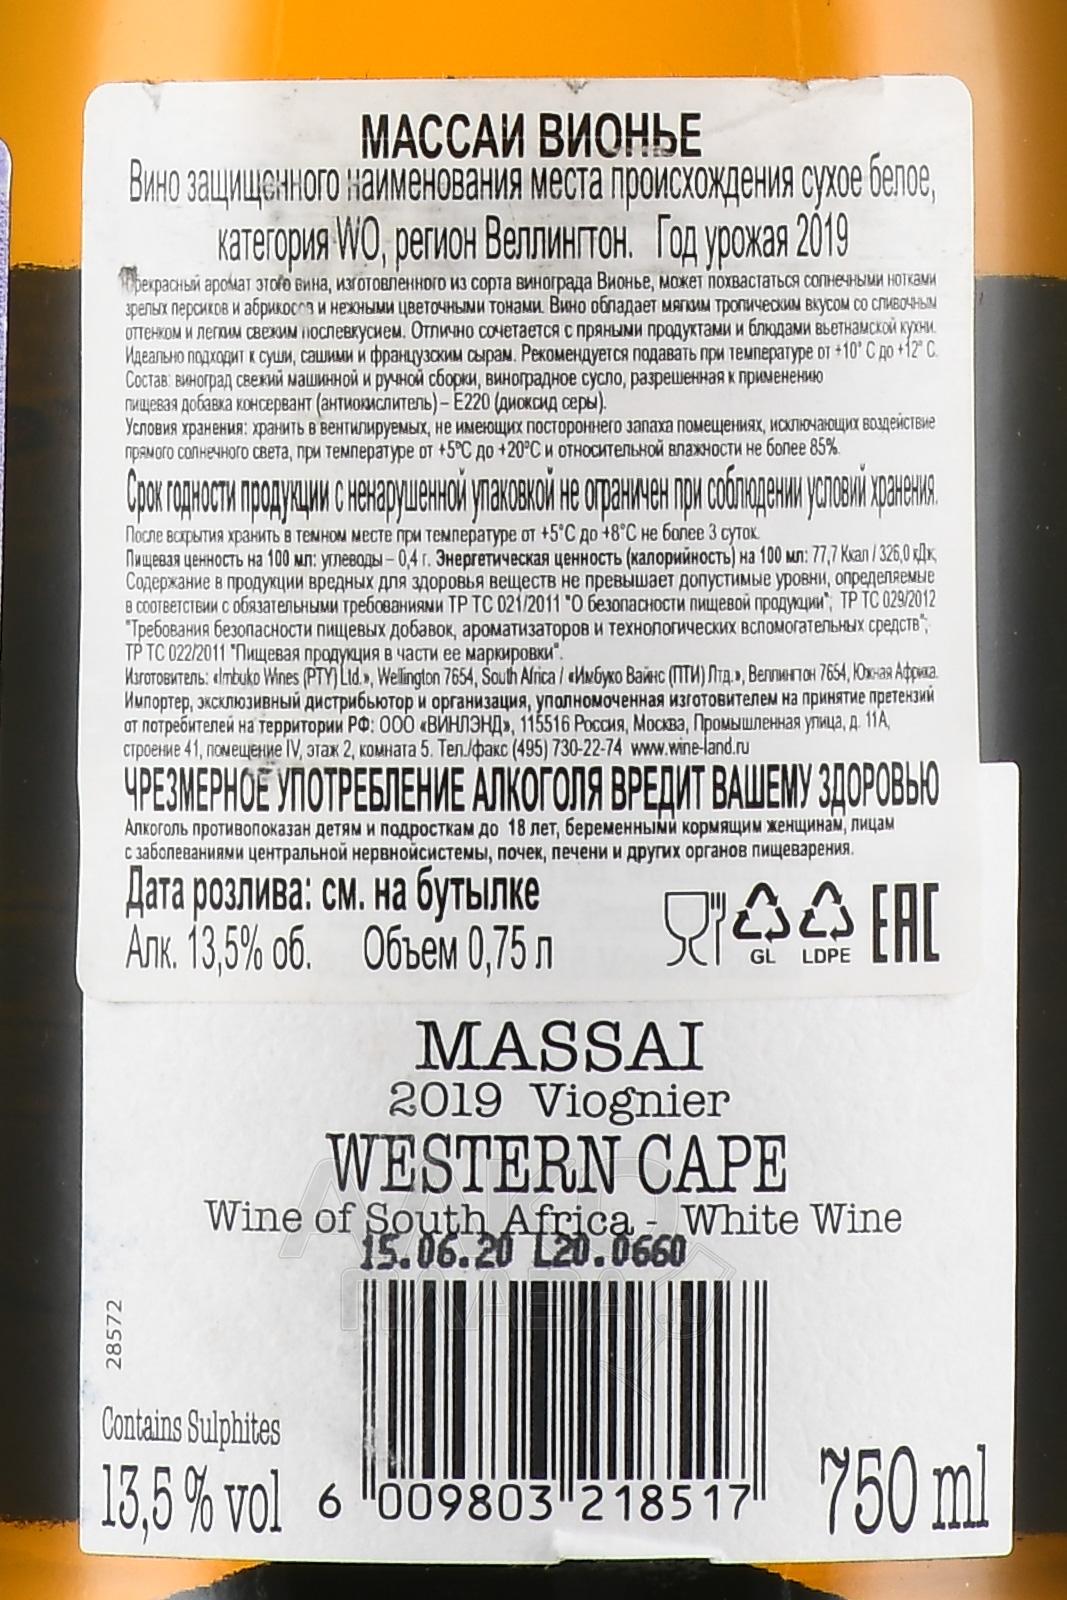 МАССАИ ВИОНЬЕ
Вино защищенного наименования места происхождения сухое белое,
категория WO, регион Веллингтон. Год урожая 2019
Прекрасный аромат этого вина, изготовленного из сорта винограда Вионье, может похвастаться солнечными нотками
зрелых персиков и абрикосов и нежными цветочными тонами. Вино обладает мягким тропическим вкусом со сливочным
оттенком и легким свежим послевкусием. Отлично сочетается с пряными продуктами и блюдами вьетнамской кухни.
Идеально подходит к суши, сашими и французским сырам. Рекомендуется подавать при температуре от +10° С до +12° С.
Состав: виноград свежий машинной и ручной сборки, виноградное сусло, разрешенная к применению
пищевая добавка консервант (антиокислитель) – Е220 (диоксид серы).
Условия хранения: хранить в вентилируемых, не имеющих постороннего запаха помещениях, исключающих воздействие
прямого солнечного света, при температуре от +5°С до +20°С и относительной влажности не более 85%.
Срок годности продукции с ненарушенной упаковкой не ограничен при соблюдении условий хранения.
После вскрытия хранить в темном месте при температуре от +5°С до +8°С не более 3 суток.
Пищевая ценность на 100 мл: углеводы – 0,4 г. Энергетическая ценность (калорийность) на 100 мл: 77,7 Ккал / 326,0 кДж.
Содержание в продукции вредных для здоровья веществ не превышает допустимые уровни, определяемые
в соответствии с обязательными требованиями ТР ТС 021/2011 "О безопасности пищевой продукции"; ТР ТС 029/2012
"Требования безопасности пищевых добавок, ароматизаторов и технологических вспомогательных средств";
ТР ТС 022/2011 "Пищевая продукция в части ее маркировки".
Изготовитель: «Imbuko Wines (PTY) Ltd.», Wellington 7654, South Africa / «Имбуко Вайнс (ПТИ) Лтд.», Веллингтон 7654, Южная Африка.
Импортер, эксклюзивный дистрибьютор и организация, уполномоченная изготовителем на принятие претензий
от потребителей на территории РФ: ООО «ВИНЛЭНД», 115516 Россия, Москва, Промышленная улица, д. 11А,
строение 41, помещение IV, этаж 2, комната 5. Тел./факс (495) 730-22-74 www.wine-land.ru
ЧРЕЗМЕРНОЕ УПОТРЕБЛЕНИЕ АЛКОГОЛЯ ВРЕДИТ ВАШЕМУ ЗДОРОВЬЮ
Алкоголь противопоказан детям и подросткам до 18 лет, беременным и кормящим женщинам, лицам
с заболеваниями центральной нервнойсистемы, почек, печени и других органов пищеварения.
Дата розлива: см. на бутылке
Алк. 13,5% об. Объем 0,75 л
GL LDPE EAC
MASSAI
2019 Viognier
WESTERN CAPE
Wine of South Africa - White Wine
15.06.20 L20.0660
28572
Contains Sulphites
13,5 % vol
6 009803 218517
750 ml